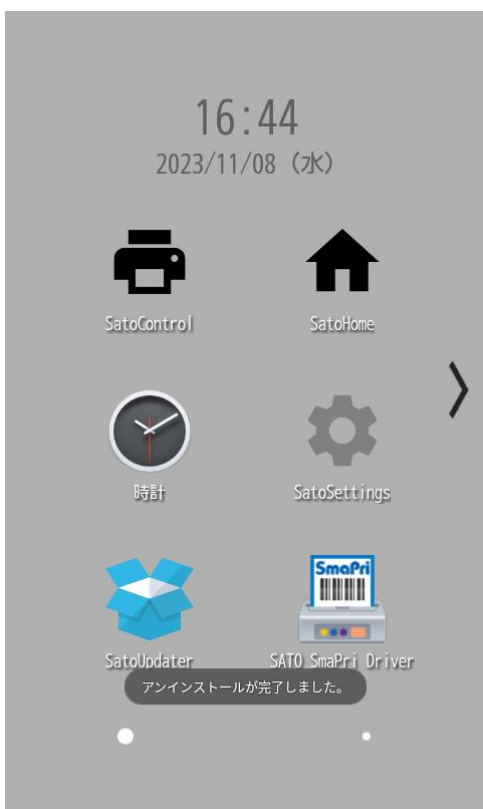 16:44
2023/11/08 (水)
SatoControl
SatoHome
時計
SatoSettings
SmaPri
SatoUpdater
SATO SmaPri Driver
アンインストールが完了しました。